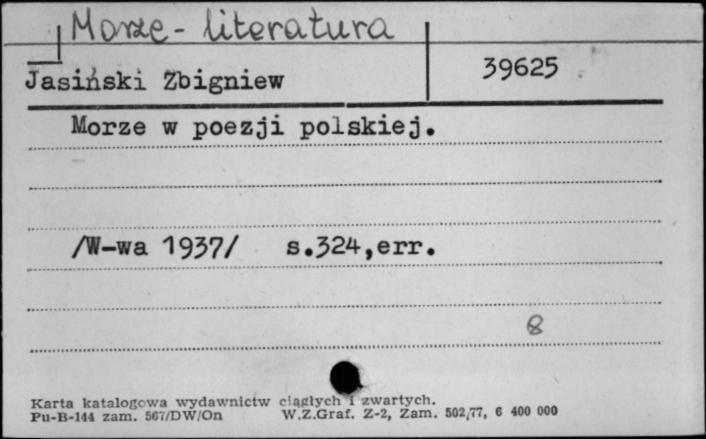 Morze - literatura
Jasiński Zbigniew 39625
Morze w poezji polskiej.
/W-wa 1937/ s.324,err.
8
Karta katalogowa wydawnictw ciągłych i zwartych.
Pu-B-144 zam. 567/DW/On W.Z.Graf. Z-2, Zam. 502/77, 6 400 000